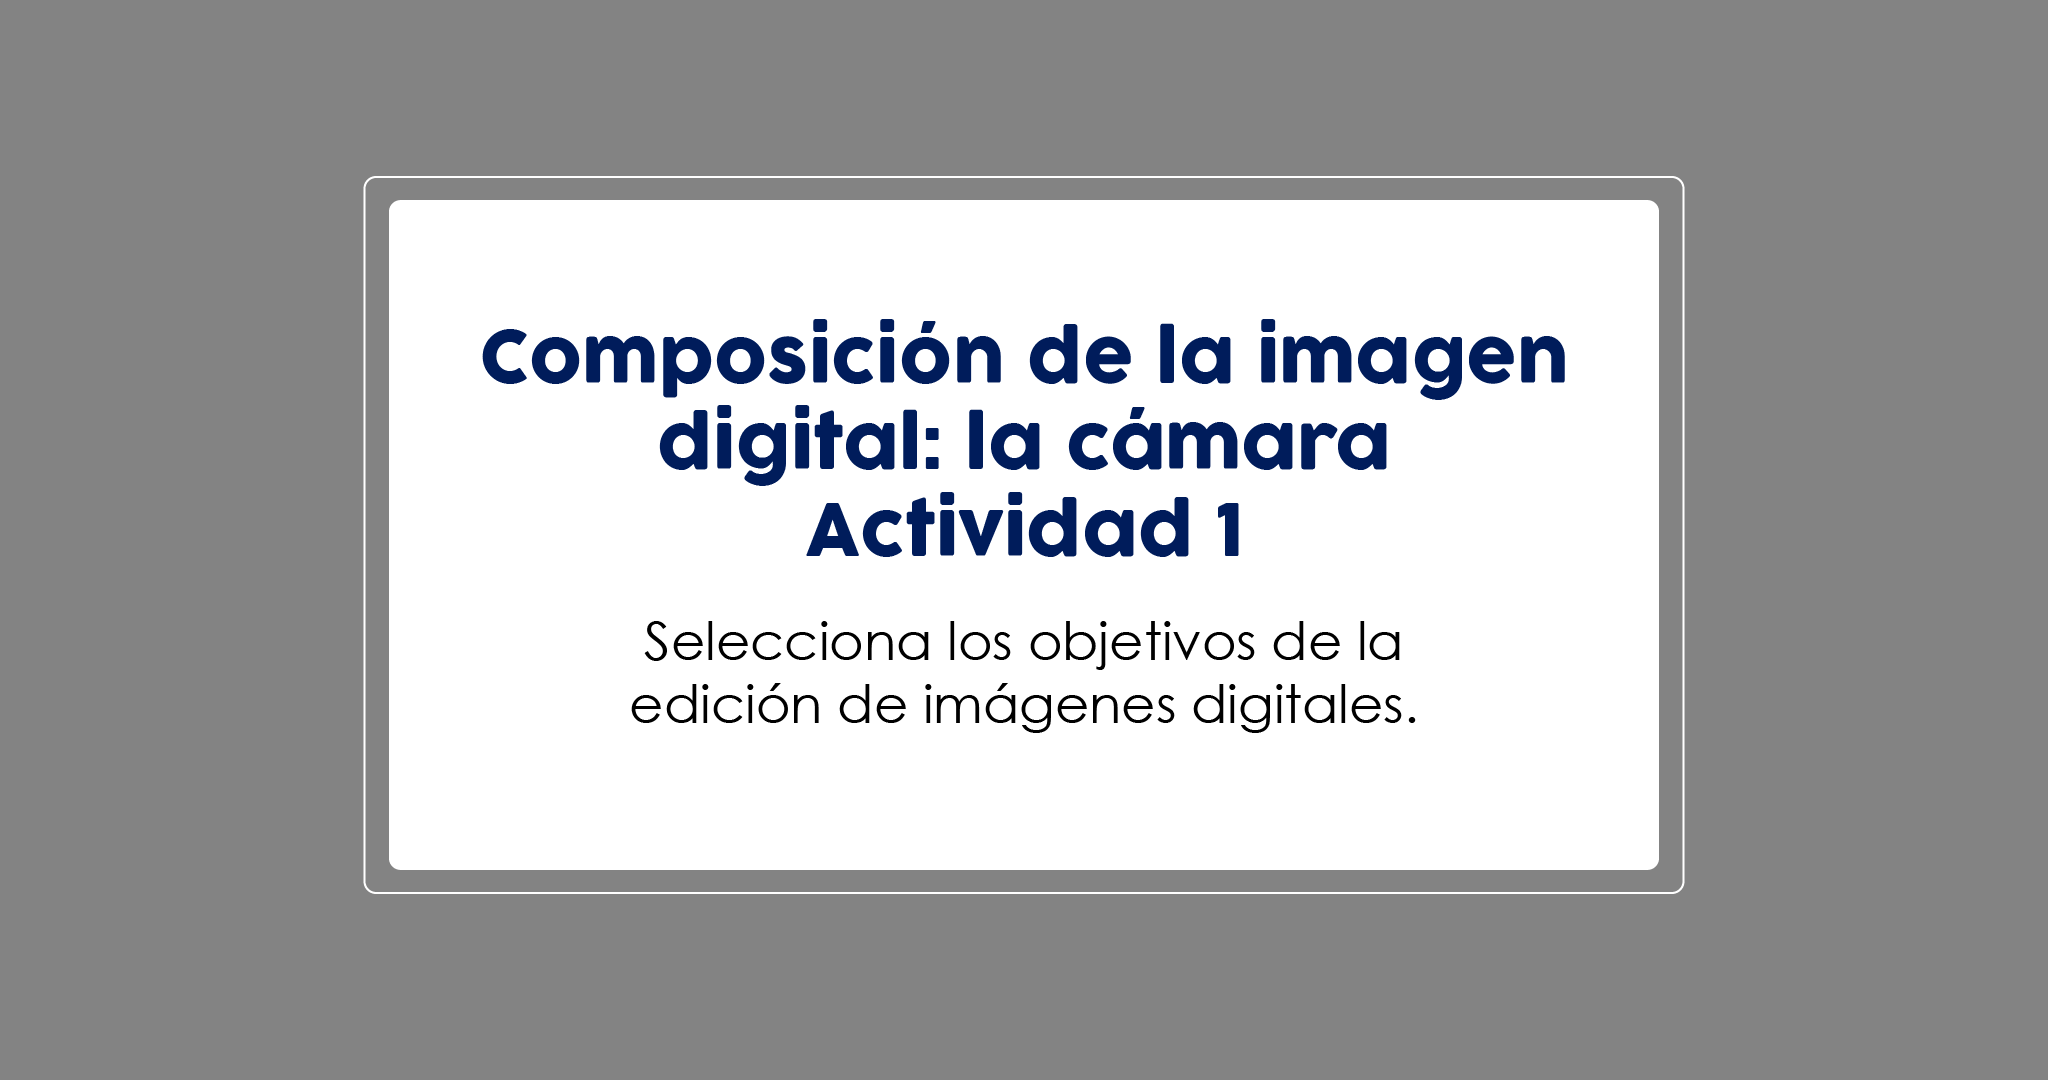 Composición de la imagen
digital: la cámara
Actividad 1
Selecciona los objetivos de la
edición de imágenes digitales.